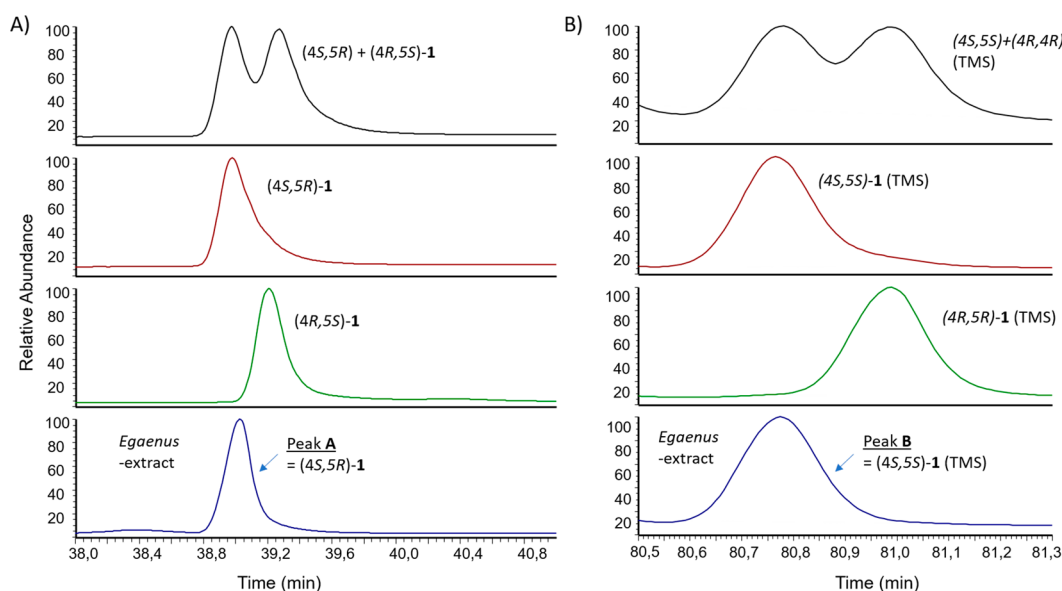 A)
Relative Abundance
100
80
60
40
20
(4S,5R) + (4R,5S)-1
100
80
60
40
20
(4S,5R)-1
100
80
60
40
20
(4R,5S)-1
100
80
60
40
20
Egaenus
-extract
Peak A
= (4S,5R)-1
38,0 38,4 38,8 39,2 39,6 40,0 40,4 40,8
Time (min)
B)
100
80
60
40
20
(4S,5S)+(4R,4R)
(TMS)
100
80
60
40
20
(4S,5S)-1 (TMS)
100
80
60
40
20
(4R,5R)-1 (TMS)
100
80
60
40
20
Egaenus
-extract
Peak B
= (4S,5S)-1 (TMS)
80,5 80,6 80,7 80,8 80,9 81,0 81,1 81,2 81,3
Time (min)